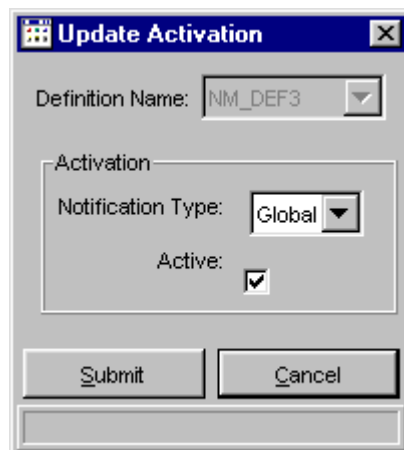 Update Activation
Definition Name: NM_DEF3
Activation
Notification Type: Global
Active:
Submit Cancel